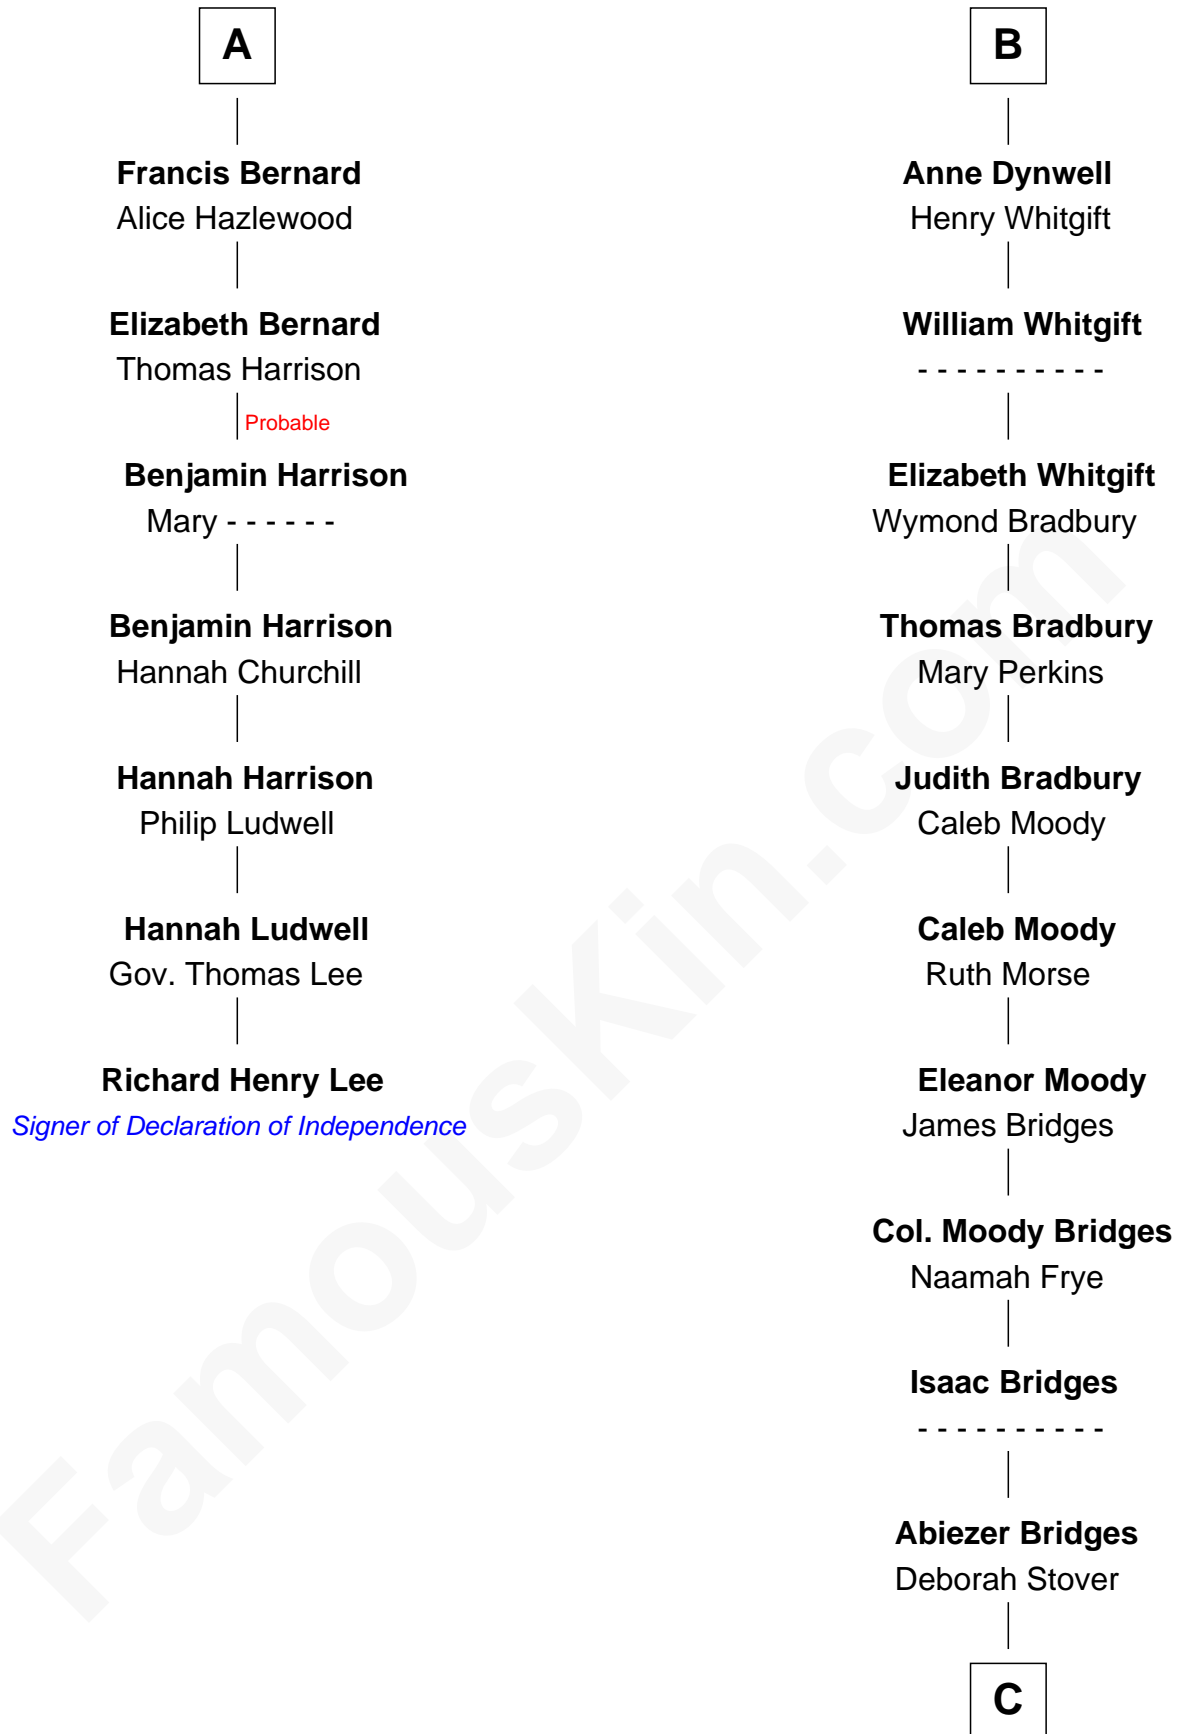 A
Francis Bernard
Alice Hazlewood
Elizabeth Bernard
Thomas Harrison
Probable
Benjamin Harrison
Mary - - - - - -
Benjamin Harrison
Hannah Churchill
Hannah Harrison
Philip Ludwell
Hannah Ludwell
Gov. Thomas Lee
Richard Henry Lee
Signer of Declaration of Independence
B
Anne Dynwell
Henry Whitgift
William Whitgift
- - - - - - - - - -
Elizabeth Whitgift
Wymond Bradbury
Thomas Bradbury
Mary Perkins
Judith Bradbury
Caleb Moody
Caleb Moody
Ruth Morse
Eleanor Moody
James Bridges
Col. Moody Bridges
Naamah Frye
Isaac Bridges
- - - - - - - - - -
Abiezer Bridges
Deborah Stover
C
FamousKin.com